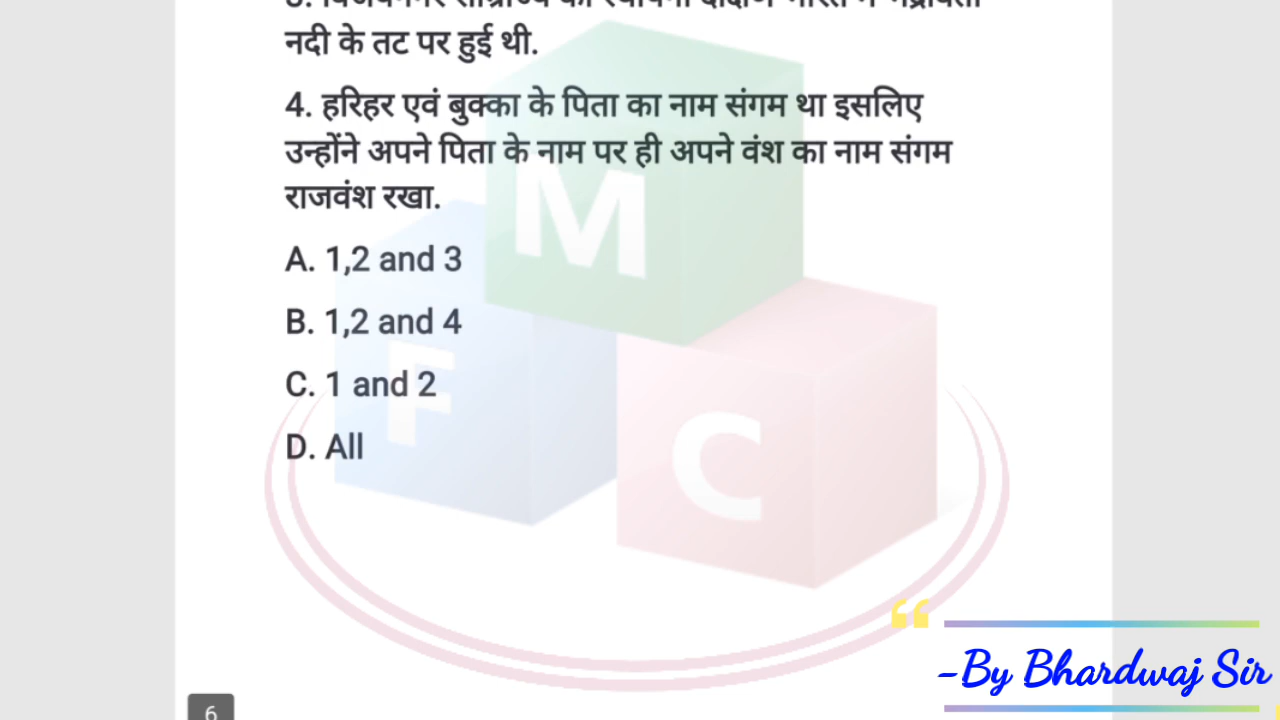 नदी के तट पर हुई थी.
4. हरिहर एवं बुक्का के पिता का नाम संगम था इसलिए
उन्होंने अपने पिता के नाम पर ही अपने वंश का नाम संगम
राजवंश रखा.
A. 1,2 and 3
B. 1,2 and 4
C. 1 and 2
D. All
M
F
C
“
-By Bhardwaj Sir
6